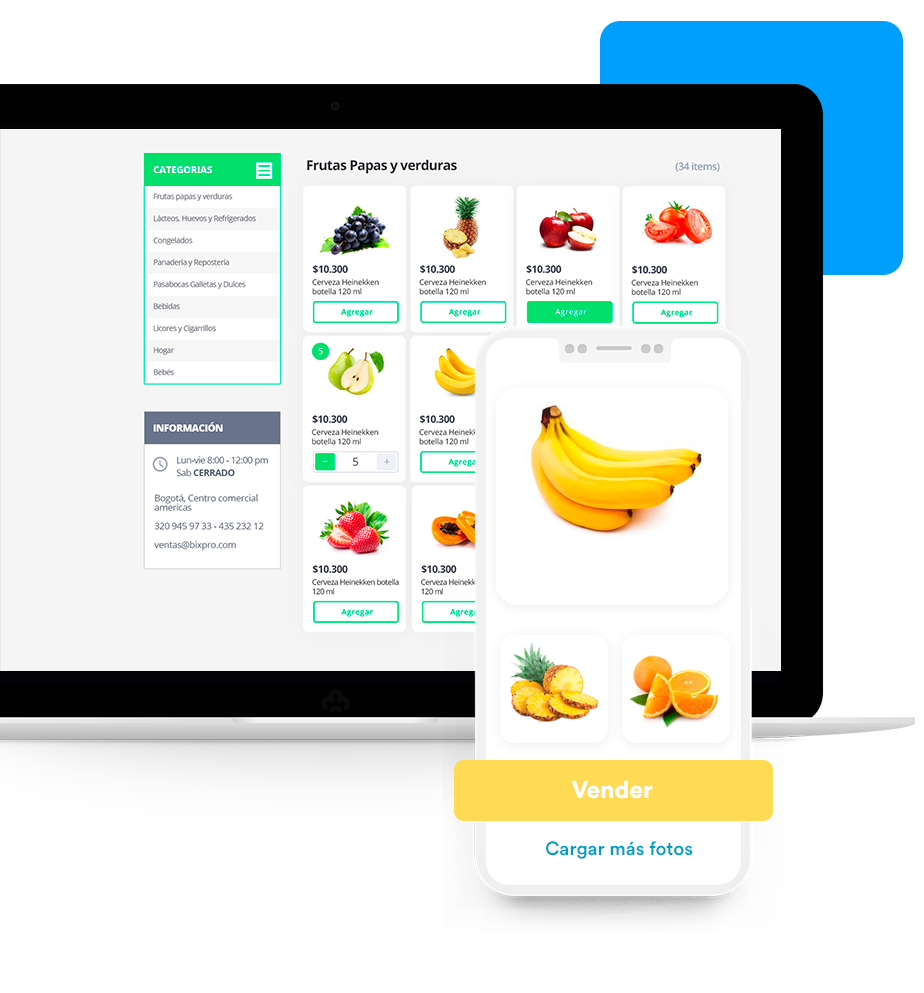 CATEGORIAS
Frutas papas y verduras
Lácteos, Huevos y Refrigerados
Congelados
Panadería y Repostería
Pasabocas Galletas y Dulces
Bebidas
Licores y Cigarrillos
Hogar
Bebés
INFORMACIÓN
Lun-vie 8:00 - 12:00 pm
Sab CERRADO
Bogotá, Centro comercial
americas
320 945 97 33 - 435 232 12
ventas@bixpro.com
Frutas Papas y verduras
(34 items)
$10.300
Cerveza Heinekken
botella 120 ml
Agregar
$10.300
Cerveza Heinekken
botella 120 ml
Agregar
$10.300
Cerveza Heinekken
botella 120 ml
Agregar
$10.300
Cerveza Heinekken
botella 120 ml
Agregar
5
$10.300
Cerveza Heinekken
botella 120 ml
− 5 +
$10.300
Cerveza Heinekk
botella 120 ml
Agrega
$10.300
Cerveza Heinekken botella
120 ml
Agregar
$10.300
Cerveza Heinekk
120 ml
Agrega
Vender
Cargar más fotos